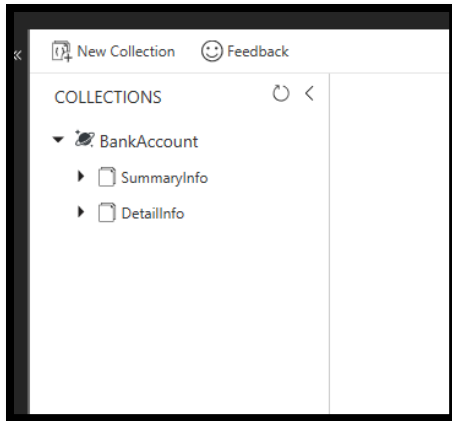 New Collection Feedback
COLLECTIONS
BankAccount
SummaryInfo
DetailInfo